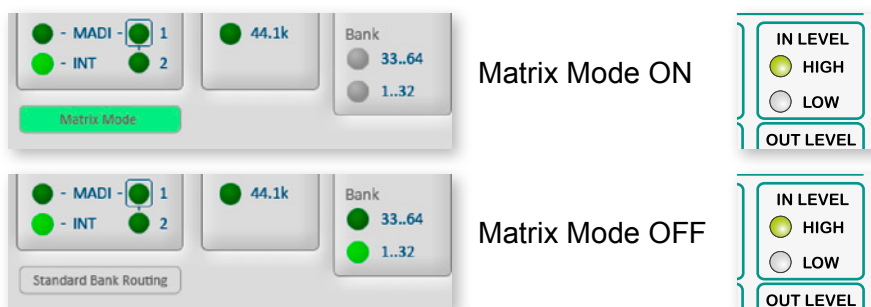 - MADI - 1 44.1k Bank
- INT 2 33..64
1..32
Matrix Mode
Matrix Mode ON
IN LEVEL
HIGH
LOW
OUT LEVEL
- MADI - 1 44.1k Bank
- INT 2 33..64
1..32
Standard Bank Routing
Matrix Mode OFF
IN LEVEL
HIGH
LOW
OUT LEVEL